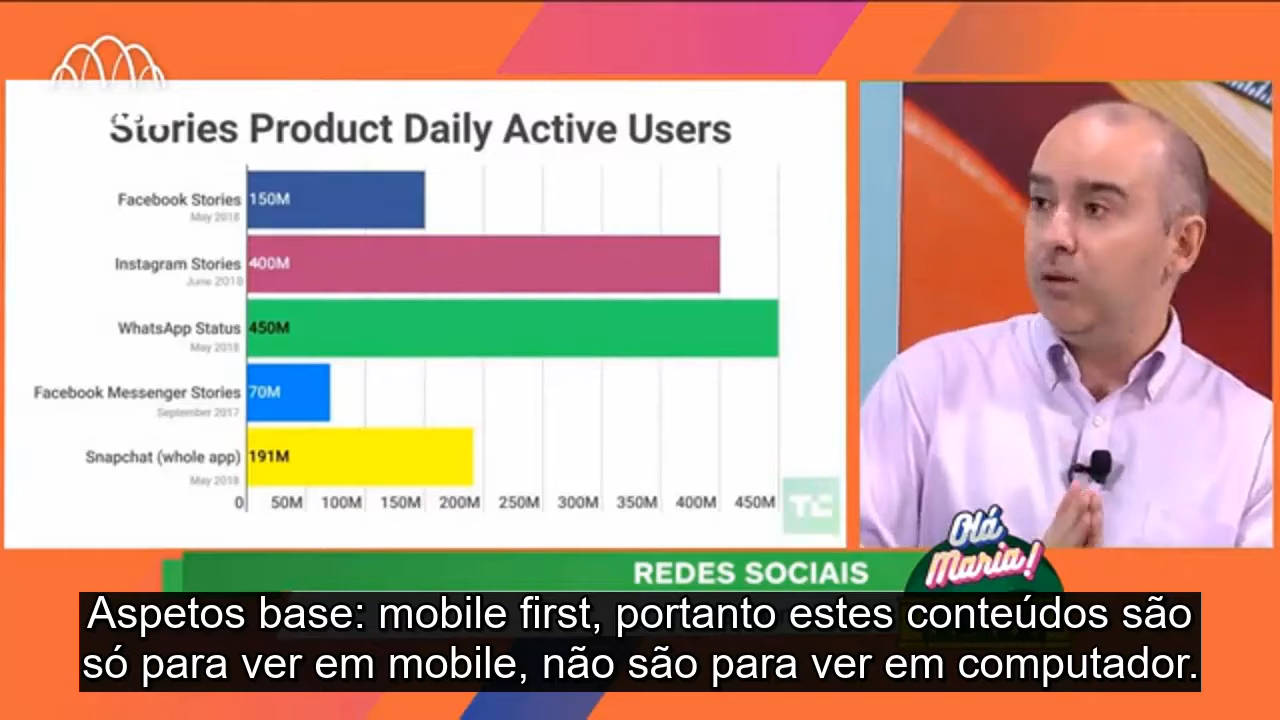 Stories Product Daily Active Users
Facebook Stories 150M
May 2018
Instagram Stories 400M
June 2018
WhatsApp Status 450M
May 2018
Facebook Messenger Stories 70M
September 2017
Snapchat (whole app) 191M
May 2018
0 50M 100M 150M 200M 250M 300M 350M 400M 450M
TC
Olá
Maria!
REDES SOCIAIS
Aspetos base: mobile first, portanto estes conteúdos são
só para ver em mobile, não são para ver em computador.